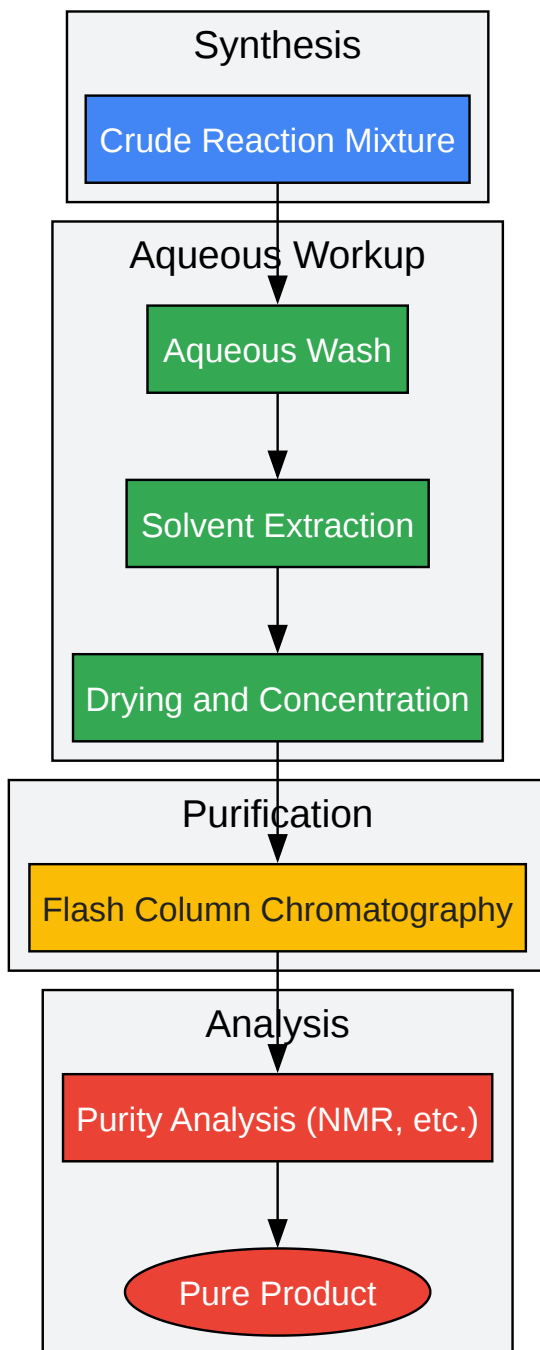 Synthesis
Crude Reaction Mixture
Aqueous Workup
Aqueous Wash
Solvent Extraction
Drying and Concentration
Purification
Flash Column Chromatography
Analysis
Purity Analysis (NMR, etc.)
Pure Product